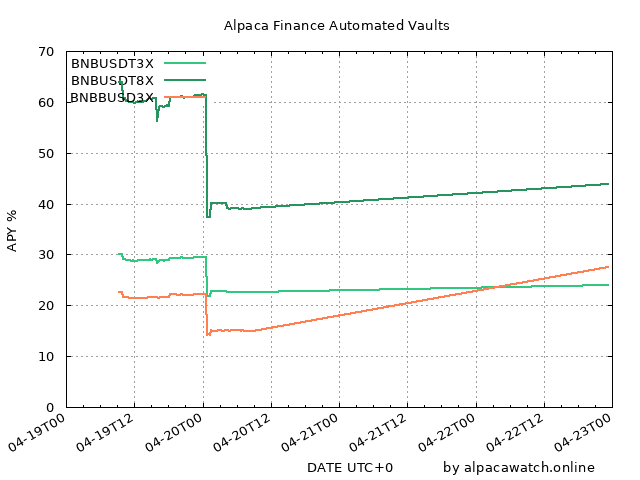 Alpaca Finance Automated Vaults
70
60
50
40
30
20
10
0
APY %
BNBUSDT3X
BNBUSDT8X
BNBBUSD3X
04-19T00
04-19T12
04-20T00
04-20T12
04-21T00
04-21T12
04-22T00
04-22T12
04-23T00
DATE UTC+0
by alpacawatch.online